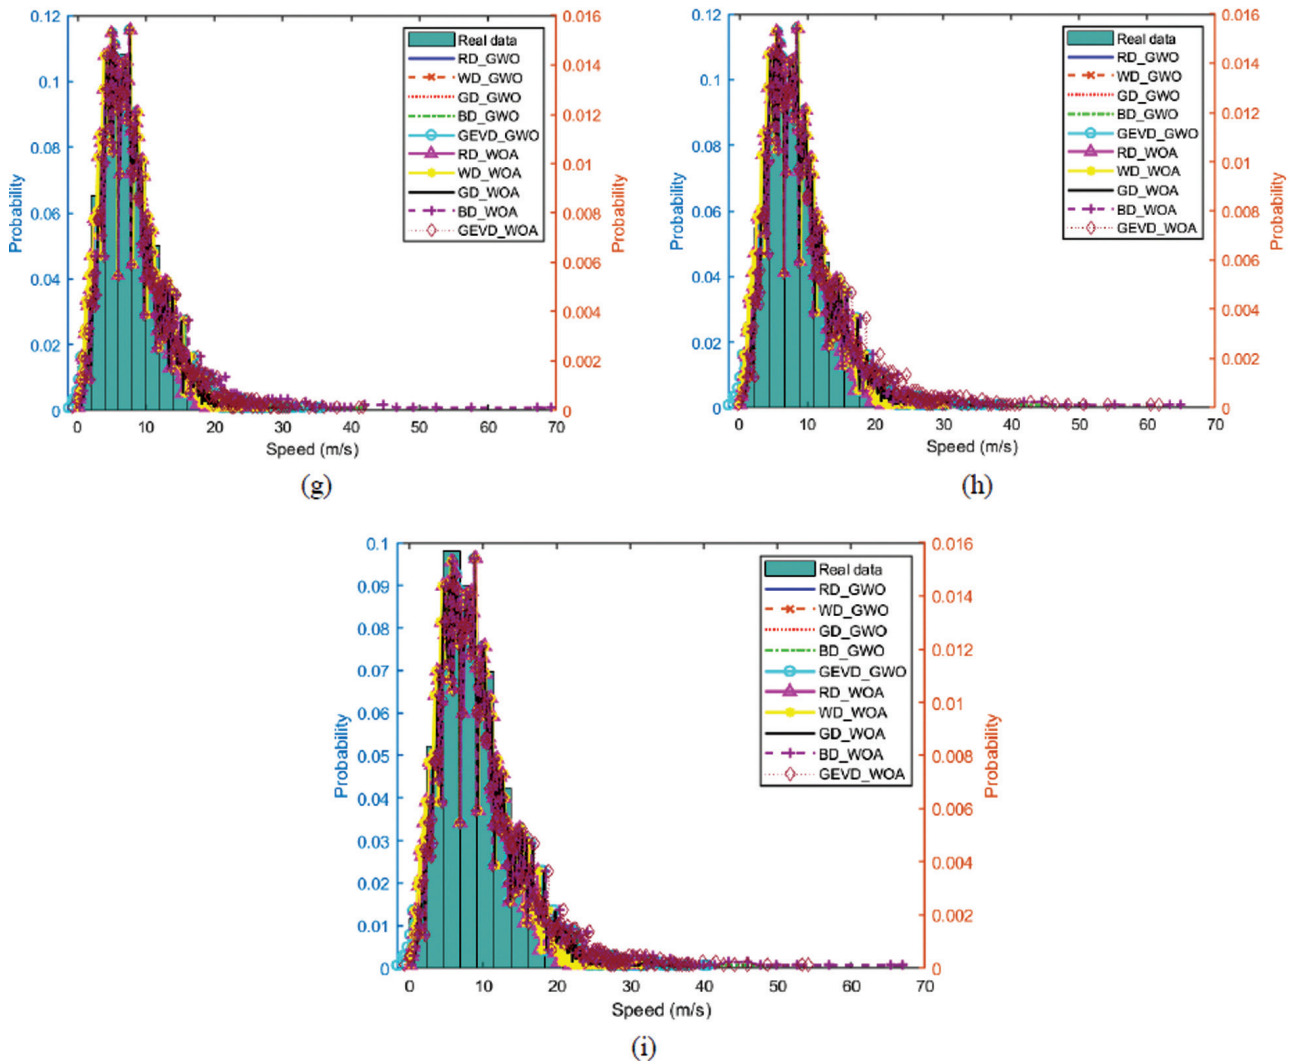 0.12
0.1
0.08
0.06
0.04
0.02
0
Probability
0.016
0.014
0.012
0.010
0.008
0.006
0.004
0.002
0
Probability
0 10 20 30 40 50 60 70
Speed (m/s)
Real data
RD_GWO
WD_GWO
GD_GWO
BD_GWO
GEVD_GWO
RD_WOA
WD_WOA
GD_WOA
BD_WOA
GEVD_WOA
(g)
0.12
0.1
0.08
0.06
0.04
0.02
0
Probability
0.016
0.014
0.012
0.010
0.008
0.006
0.004
0.002
0
Probability
0 10 20 30 40 50 60 70
Speed (m/s)
Real data
RD_GWO
WD_GWO
GD_GWO
BD_GWO
GEVD_GWO
RD_WOA
WD_WOA
GD_WOA
BD_WOA
GEVD_WOA
(h)
0.1
0.09
0.08
0.07
0.06
0.05
0.04
0.03
0.02
0.01
0
Probability
0.016
0.014
0.012
0.010
0.008
0.006
0.004
0.002
0
Probability
0 10 20 30 40 50 60 70
Speed (m/s)
Real data
RD_GWO
WD_GWO
GD_GWO
BD_GWO
GEVD_GWO
RD_WOA
WD_WOA
GD_WOA
BD_WOA
GEVD_WOA
(i)